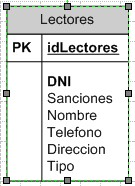 Lectores
PK idLectores
DNI
Sanciones
Nombre
Telefono
Direccion
Tipo